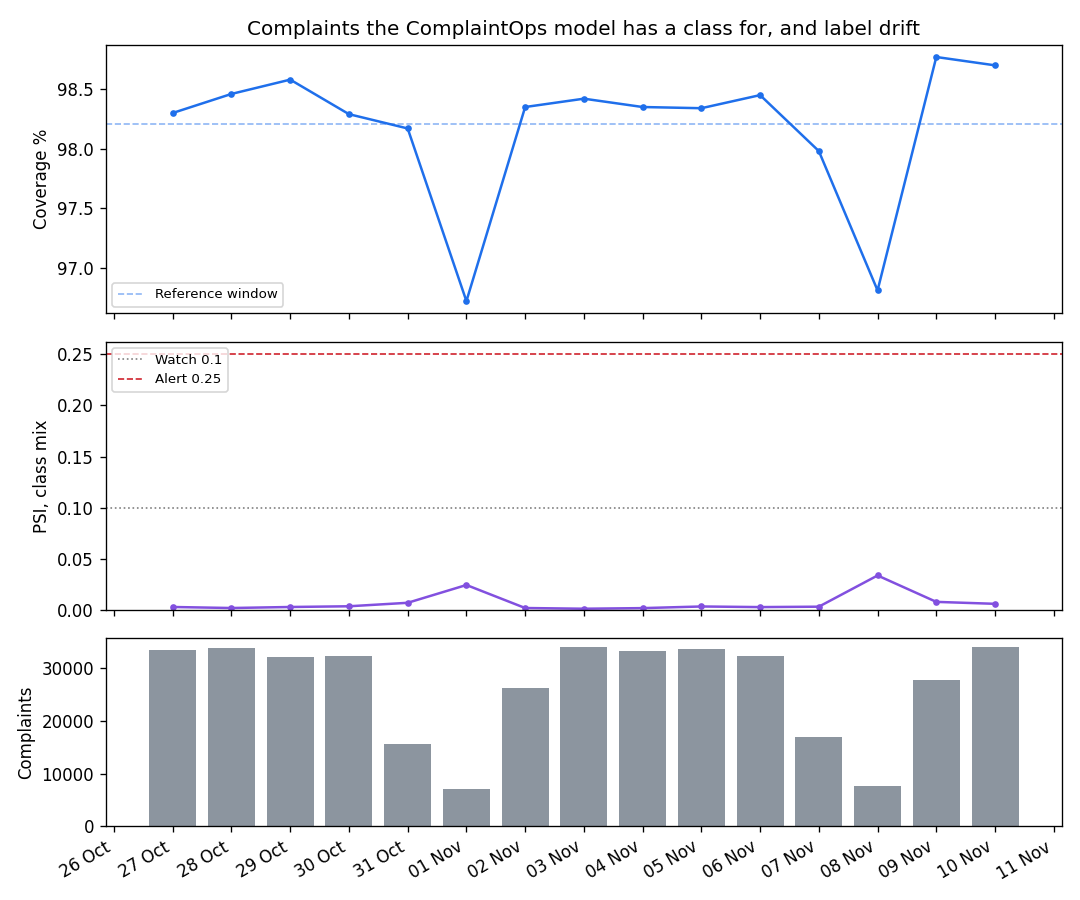 Complaints the ComplaintOps model has a class for, and label drift
Coverage %
98.5
98.0
97.5
97.0
Reference window
PSI, class mix
0.25
0.20
0.15
0.10
0.05
0.00
Watch 0.1
Alert 0.25
Complaints
30000
20000
10000
0
26 Oct
27 Oct
28 Oct
29 Oct
30 Oct
31 Oct
01 Nov
02 Nov
03 Nov
04 Nov
05 Nov
06 Nov
07 Nov
08 Nov
09 Nov
10 Nov
11 Nov